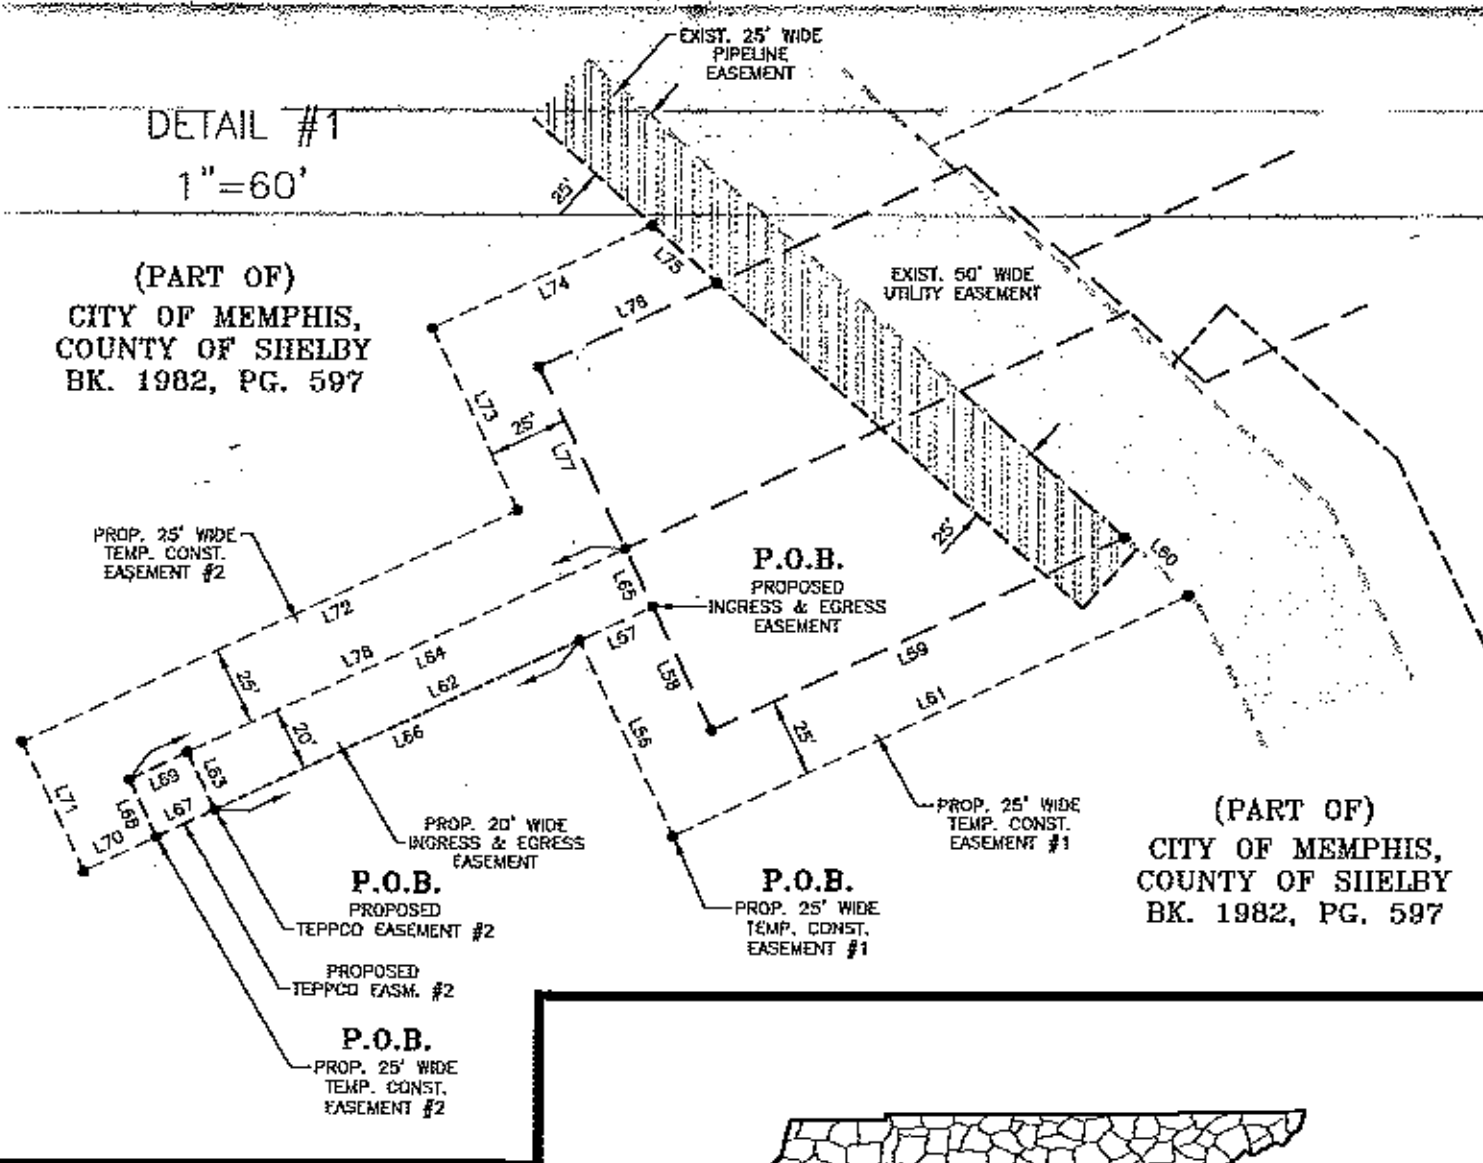 EXIST. 25' WIDE
PIPELINE
EASEMENT
DETAIL #1
1"=60'
25'
(PART OF)
CITY OF MEMPHIS,
COUNTY OF SHELBY
BK. 1982, PG. 597
L75
L74
L76
EXIST. 50' WIDE
UTILITY EASEMENT
L73
25'
L77
PROP. 25' WIDE
TEMP. CONST.
EASEMENT #2
25'
L60
P.O.B.
PROPOSED
INGRESS & EGRESS
EASEMENT
L65
L72
L57
L78
L64
L59
L58
L62
L61
25'
20'
L66
25'
L69
L63
L71
L68
L67
L70
PROP. 20' WIDE
INGRESS & EGRESS
EASEMENT
PROP. 25' WIDE
TEMP. CONST.
EASEMENT #1
(PART OF)
CITY OF MEMPHIS,
COUNTY OF SHELBY
BK. 1982, PG. 597
P.O.B.
PROPOSED
TEPPCO EASEMENT #2
P.O.B.
PROP. 25' WIDE
TEMP. CONST.
EASEMENT #1
PROPOSED
TEPPCO EASM. #2
P.O.B.
PROP. 25' WIDE
TEMP. CONST.
EASEMENT #2